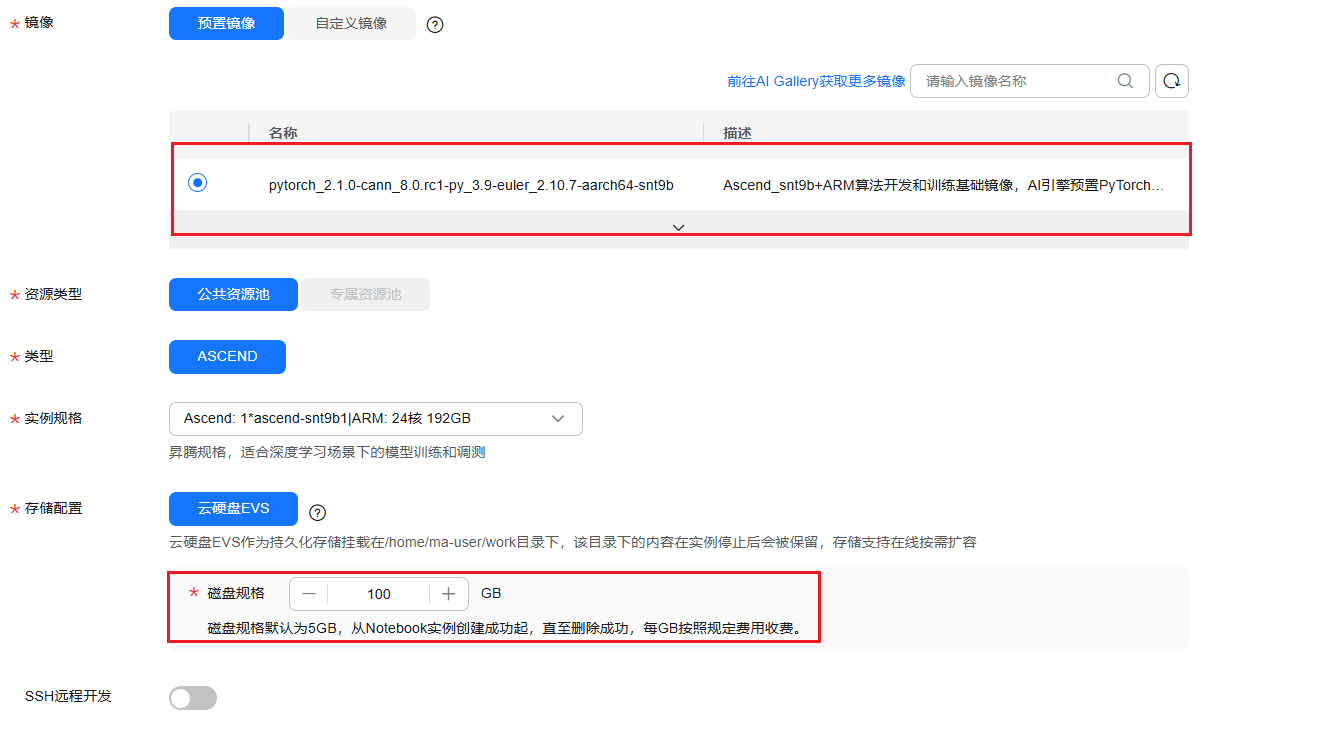 * 镜像 预置镜像 自定义镜像 ?
前往AI Gallery获取更多镜像 请输入镜像名称
名称 描述
pytorch_2.1.0-cann_8.0.rc1-py_3.9-euler_2.10.7-aarch64-snt9b Ascend_snt9b+ARM算法开发和训练基础镜像，AI引擎预置PyTorch...
* 资源类型 公共资源池 专属资源池
* 类型 ASCEND
* 实例规格 Ascend: 1*ascend-snt9b1|ARM: 24核 192GB
昇腾规格，适合深度学习场景下的模型训练和调测
* 存储配置 云硬盘EVS ?
云硬盘EVS作为持久化存储挂载在/home/ma-user/work目录下，该目录下的内容在实例停止后会被保留，存储支持在线按需扩容
* 磁盘规格 — 100 + GB
磁盘规格默认为5GB，从Notebook实例创建成功起，直至删除成功，每GB按照规定费用收费。
SSH远程开发